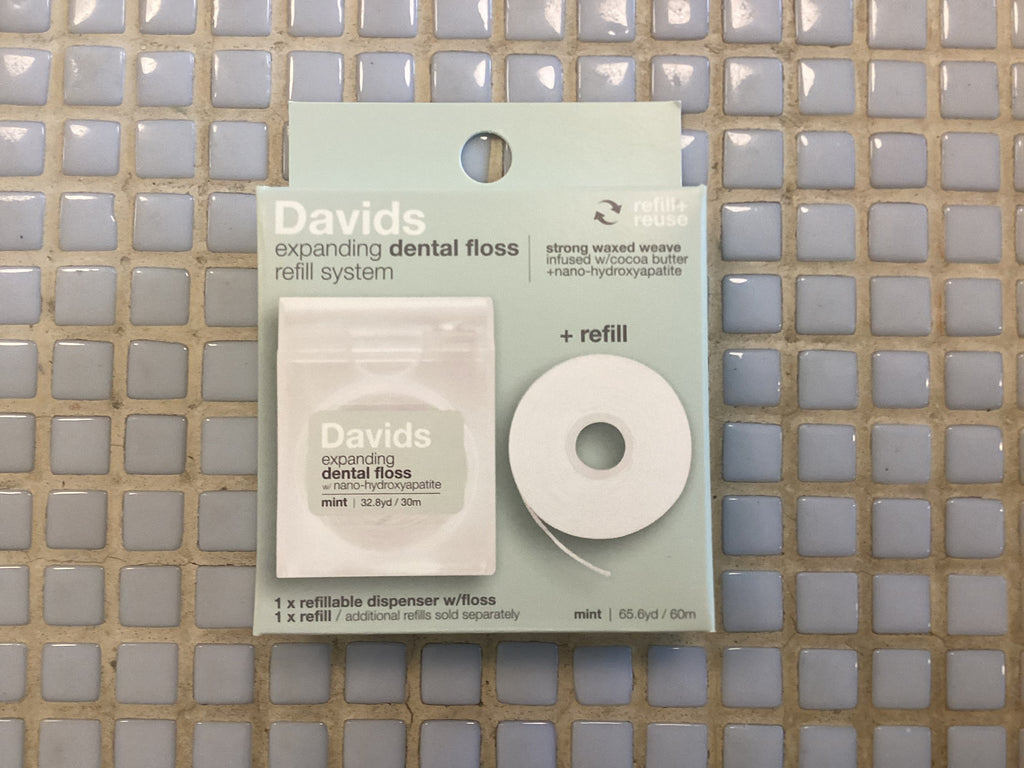 Davids
expanding dental floss
refill system
refill+
reuse
strong waxed weave
infused w/cocoa butter
+nano-hydroxyapatite
+ refill
Davids
expanding
dental floss
w/ nano-hydroxyapatite
mint | 32.8yd / 30m
1 x refillable dispenser w/floss
1 x refill / additional refills sold separately
mint | 65.6yd / 60m